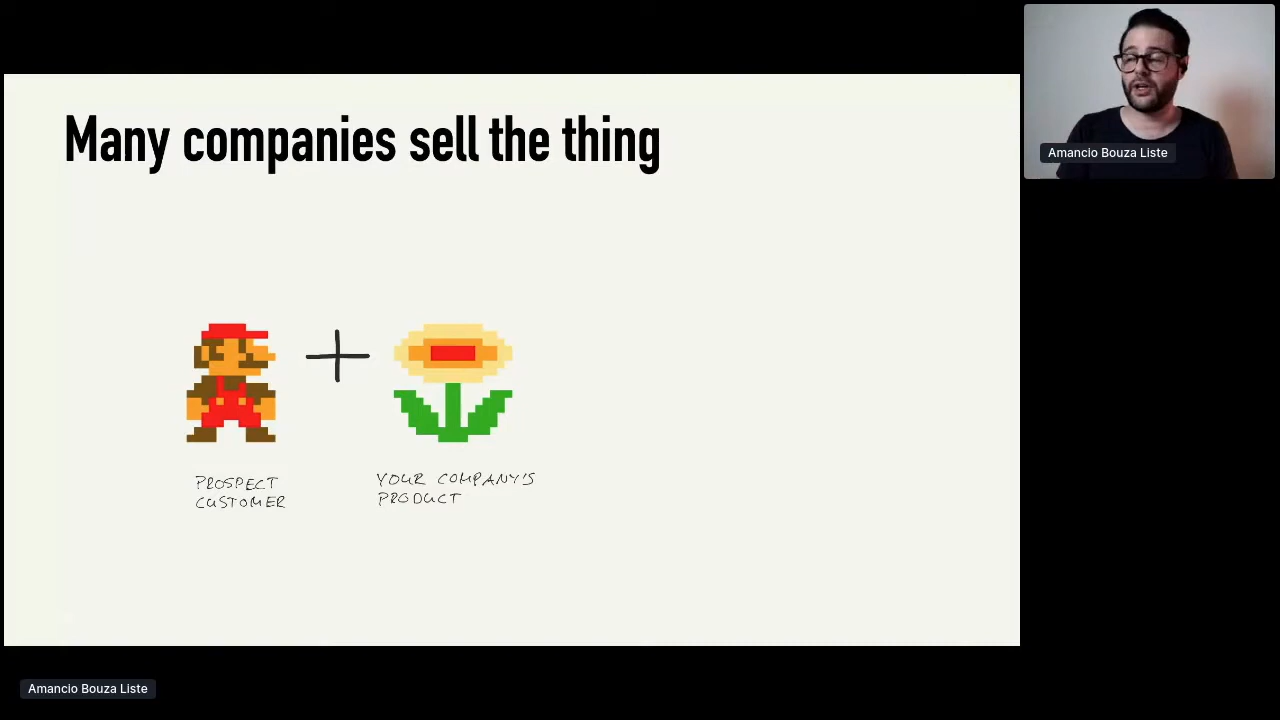 Many companies sell the thing
PROSPECT
CUSTOMER
YOUR COMPANY'S
PRODUCT
Amancio Bouza Liste
Amancio Bouza Liste